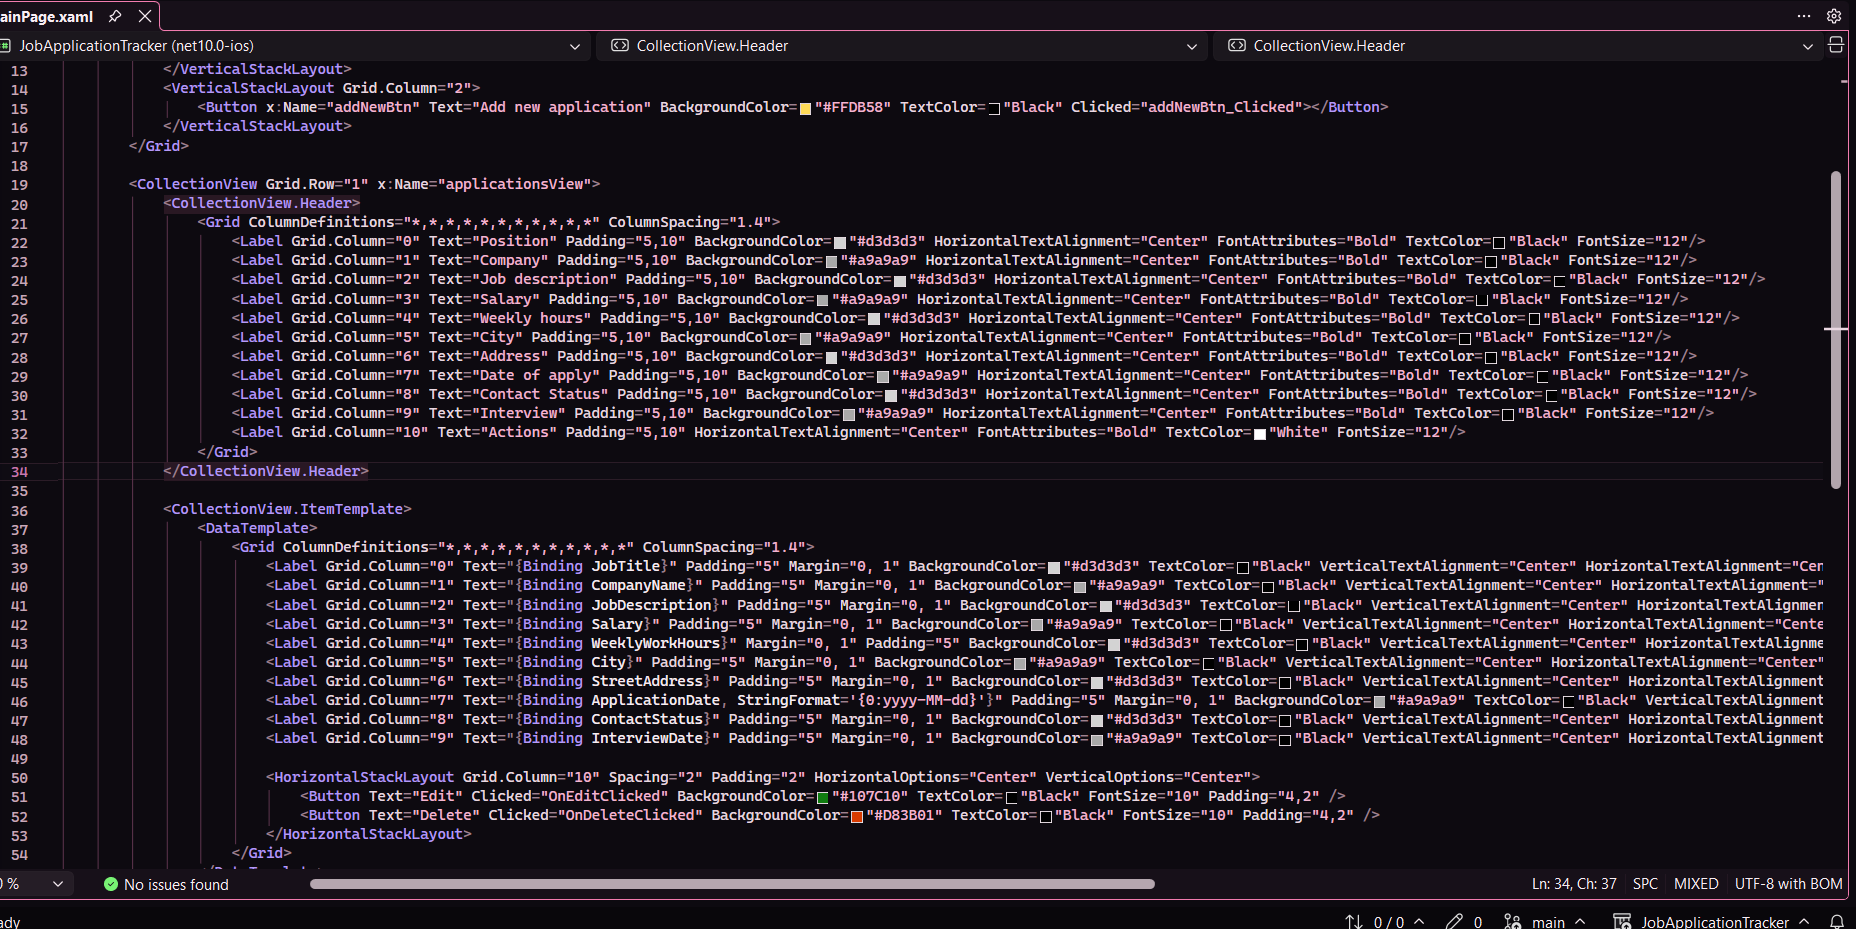 ainPage.xaml
JobApplicationTracker (net10.0-ios) CollectionView.Header CollectionView.Header
13 </VerticalStackLayout>
14 <VerticalStackLayout Grid.Column="2">
15 <Button x:Name="addNewBtn" Text="Add new application" BackgroundColor="#FFDB58" TextColor="Black" Clicked="addNewBtn_Clicked"></Button>
16 </VerticalStackLayout>
17 </Grid>
18
19 <CollectionView Grid.Row="1" x:Name="applicationsView">
20 <CollectionView.Header>
21 <Grid ColumnDefinitions="*,*,*,*,*,*,*,*,*,*,*" ColumnSpacing="1.4">
22 <Label Grid.Column="0" Text="Position" Padding="5,10" BackgroundColor="#d3d3d3" HorizontalTextAlignment="Center" FontAttributes="Bold" TextColor="Black" FontSize="12"/>
23 <Label Grid.Column="1" Text="Company" Padding="5,10" BackgroundColor="#a9a9a9" HorizontalTextAlignment="Center" FontAttributes="Bold" TextColor="Black" FontSize="12"/>
24 <Label Grid.Column="2" Text="Job description" Padding="5,10" BackgroundColor="#d3d3d3" HorizontalTextAlignment="Center" FontAttributes="Bold" TextColor="Black" FontSize="12"/>
25 <Label Grid.Column="3" Text="Salary" Padding="5,10" BackgroundColor="#a9a9a9" HorizontalTextAlignment="Center" FontAttributes="Bold" TextColor="Black" FontSize="12"/>
26 <Label Grid.Column="4" Text="Weekly hours" Padding="5,10" BackgroundColor="#d3d3d3" HorizontalTextAlignment="Center" FontAttributes="Bold" TextColor="Black" FontSize="12"/>
27 <Label Grid.Column="5" Text="City" Padding="5,10" BackgroundColor="#a9a9a9" HorizontalTextAlignment="Center" FontAttributes="Bold" TextColor="Black" FontSize="12"/>
28 <Label Grid.Column="6" Text="Address" Padding="5,10" BackgroundColor="#d3d3d3" HorizontalTextAlignment="Center" FontAttributes="Bold" TextColor="Black" FontSize="12"/>
29 <Label Grid.Column="7" Text="Date of apply" Padding="5,10" BackgroundColor="#a9a9a9" HorizontalTextAlignment="Center" FontAttributes="Bold" TextColor="Black" FontSize="12"/>
30 <Label Grid.Column="8" Text="Contact Status" Padding="5,10" BackgroundColor="#d3d3d3" HorizontalTextAlignment="Center" FontAttributes="Bold" TextColor="Black" FontSize="12"/>
31 <Label Grid.Column="9" Text="Interview" Padding="5,10" BackgroundColor="#a9a9a9" HorizontalTextAlignment="Center" FontAttributes="Bold" TextColor="Black" FontSize="12"/>
32 <Label Grid.Column="10" Text="Actions" Padding="5,10" HorizontalTextAlignment="Center" FontAttributes="Bold" TextColor="White" FontSize="12"/>
33 </Grid>
34 </CollectionView.Header>
35
36 <CollectionView.ItemTemplate>
37 <DataTemplate>
38 <Grid ColumnDefinitions="*,*,*,*,*,*,*,*,*,*,*" ColumnSpacing="1.4">
39 <Label Grid.Column="0" Text="{Binding JobTitle}" Padding="5" Margin="0, 1" BackgroundColor="#d3d3d3" TextColor="Black" VerticalTextAlignment="Center" HorizontalTextAlignment="Cen
40 <Label Grid.Column="1" Text="{Binding CompanyName}" Padding="5" Margin="0, 1" BackgroundColor="#a9a9a9" TextColor="Black" VerticalTextAlignment="Center" HorizontalTextAlignment="
41 <Label Grid.Column="2" Text="{Binding JobDescription}" Padding="5" Margin="0, 1" BackgroundColor="#d3d3d3" TextColor="Black" VerticalTextAlignment="Center" HorizontalTextAlignmen
42 <Label Grid.Column="3" Text="{Binding Salary}" Padding="5" Margin="0, 1" BackgroundColor="#a9a9a9" TextColor="Black" VerticalTextAlignment="Center" HorizontalTextAlignment="Cente
43 <Label Grid.Column="4" Text="{Binding WeeklyWorkHours}" Margin="0, 1" Padding="5" BackgroundColor="#d3d3d3" TextColor="Black" VerticalTextAlignment="Center" HorizontalTextAlignme
44 <Label Grid.Column="5" Text="{Binding City}" Padding="5" Margin="0, 1" BackgroundColor="#a9a9a9" TextColor="Black" VerticalTextAlignment="Center" HorizontalTextAlignment="Center"
45 <Label Grid.Column="6" Text="{Binding StreetAddress}" Padding="5" Margin="0, 1" BackgroundColor="#d3d3d3" TextColor="Black" VerticalTextAlignment="Center" HorizontalTextAlignment
46 <Label Grid.Column="7" Text="{Binding ApplicationDate, StringFormat='{0:yyyy-MM-dd}'}" Padding="5" Margin="0, 1" BackgroundColor="#a9a9a9" TextColor="Black" VerticalTextAlignment
47 <Label Grid.Column="8" Text="{Binding ContactStatus}" Padding="5" Margin="0, 1" BackgroundColor="#d3d3d3" TextColor="Black" VerticalTextAlignment="Center" HorizontalTextAlignment
48 <Label Grid.Column="9" Text="{Binding InterviewDate}" Padding="5" Margin="0, 1" BackgroundColor="#a9a9a9" TextColor="Black" VerticalTextAlignment="Center" HorizontalTextAlignment
49
50 <HorizontalStackLayout Grid.Column="10" Spacing="2" Padding="2" HorizontalOptions="Center" VerticalOptions="Center">
51 <Button Text="Edit" Clicked="OnEditClicked" BackgroundColor="#107C10" TextColor="Black" FontSize="10" Padding="4,2" />
52 <Button Text="Delete" Clicked="OnDeleteClicked" BackgroundColor="#D83B01" TextColor="Black" FontSize="10" Padding="4,2" />
53 </HorizontalStackLayout>
54 </Grid>
% No issues found Ln: 34, Ch: 37 SPC MIXED UTF-8 with BOM
ady 0 / 0 0 main JobApplicationTracker